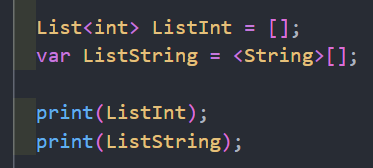 List<int> ListInt = [];
var ListString = <String>[];
print(ListInt);
print(ListString);